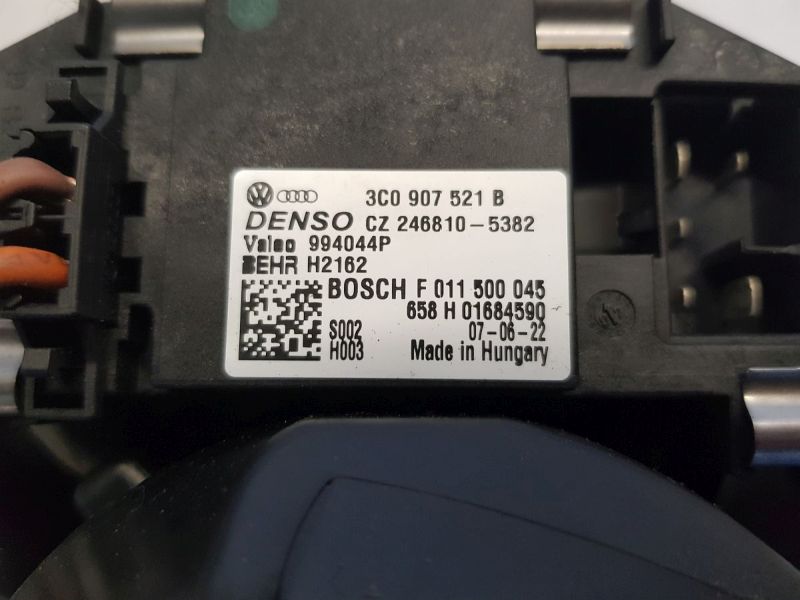 3C0 907 521 B
DENSO CZ 246810-5382
Valeo 994044P
BEHR H2162
BOSCH F 011 500 045
658 H 01684590
S002 07-06-22
H003 Made in Hungary